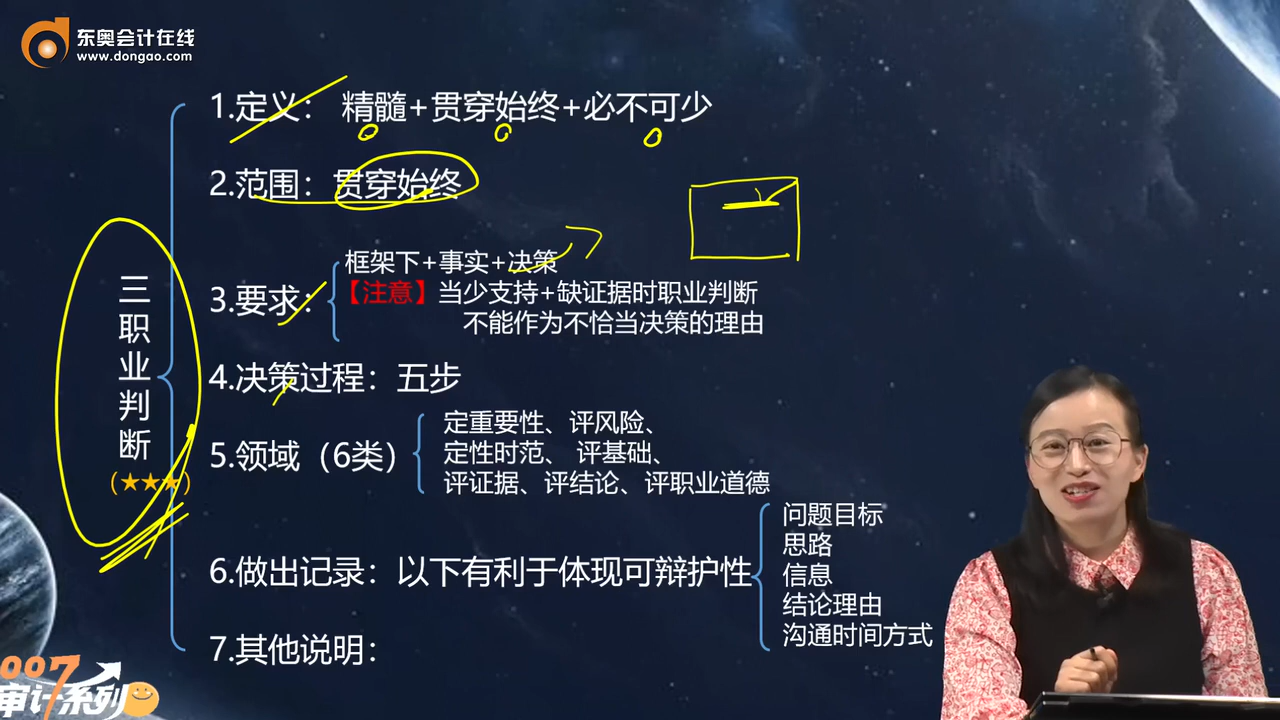 东奥会计在线
www.dongao.com
1.定义： 精髓+贯穿始终+必不可少
2.范围：贯穿始终
三职业判断
(★★★)
3.要求：
框架下+事实+决策
【注意】当少支持+缺证据时职业判断
不能作为不恰当决策的理由
4.决策过程：五步
5.领域（6类）
定重要性、评风险、
定性时范、 评基础、
评证据、评结论、评职业道德
6.做出记录：以下有利于体现可辩护性
问题目标
思路
信息
结论理由
沟通时间方式
7.其他说明：
007
审计系列